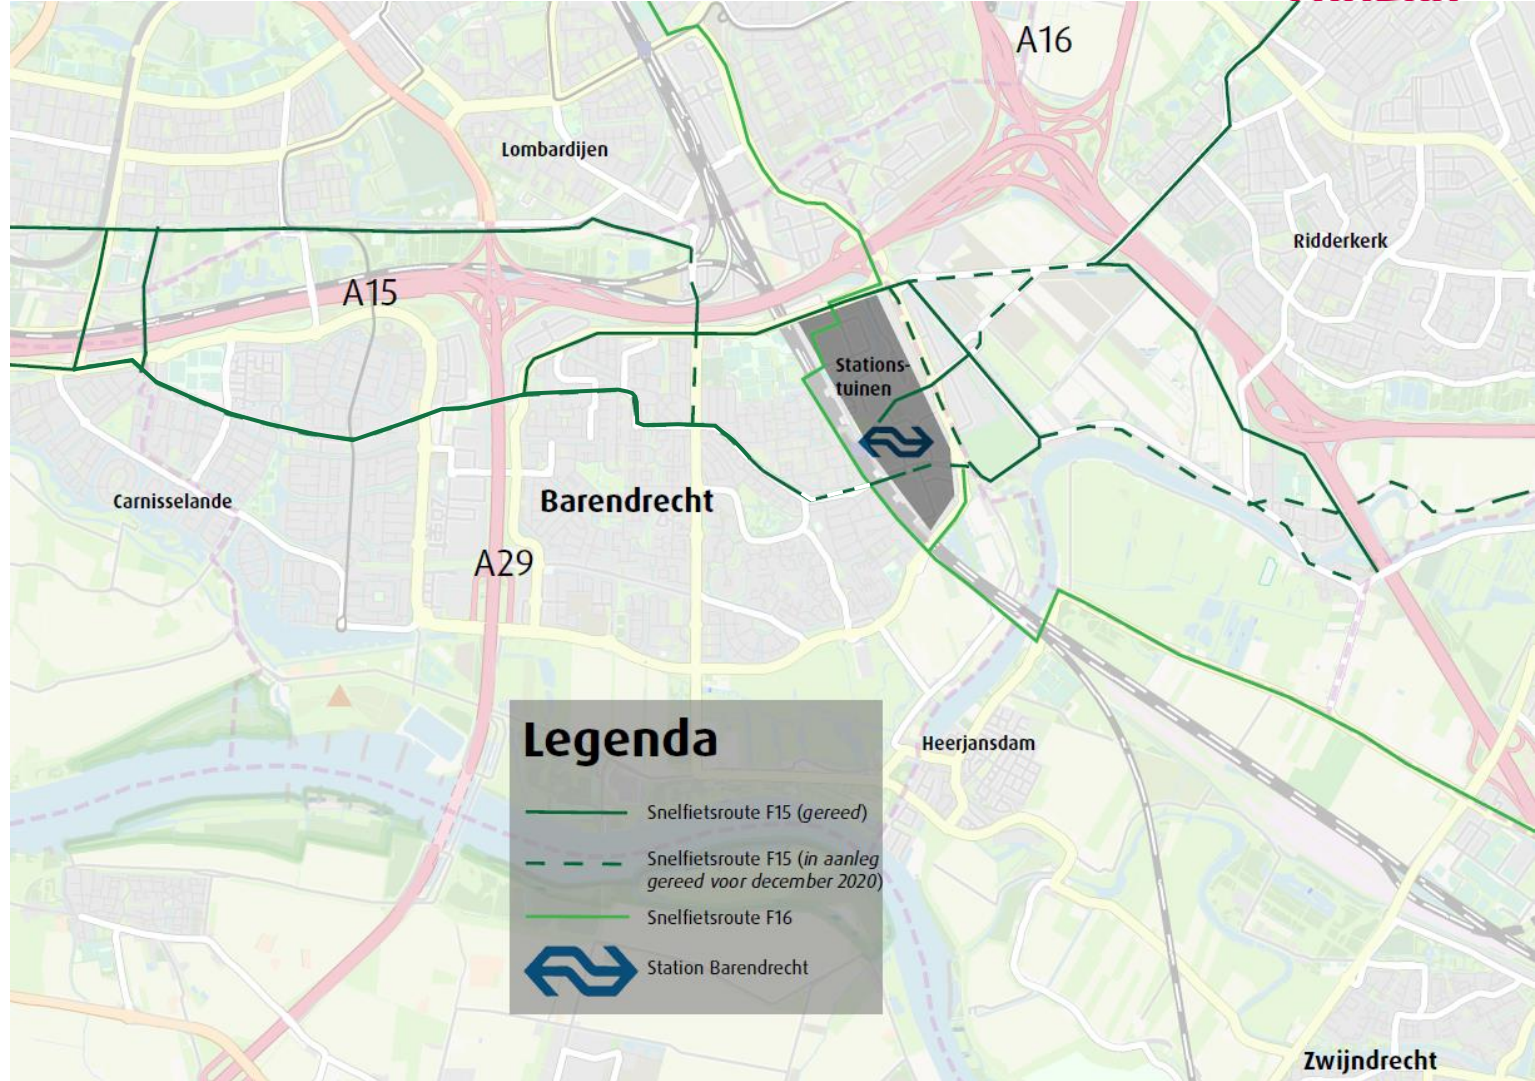 A16
Lombardijen
Ridderkerk
A15
Stations-
tuinen
Carnisselande
Barendrecht
A29
Heerjansdam
Legenda
Snelfietsroute F15 (gereed)
Snelfietsroute F15 (in aanleg
gereed voor december 2020)
Snelfietsroute F16
Station Barendrecht
Zwijndrecht